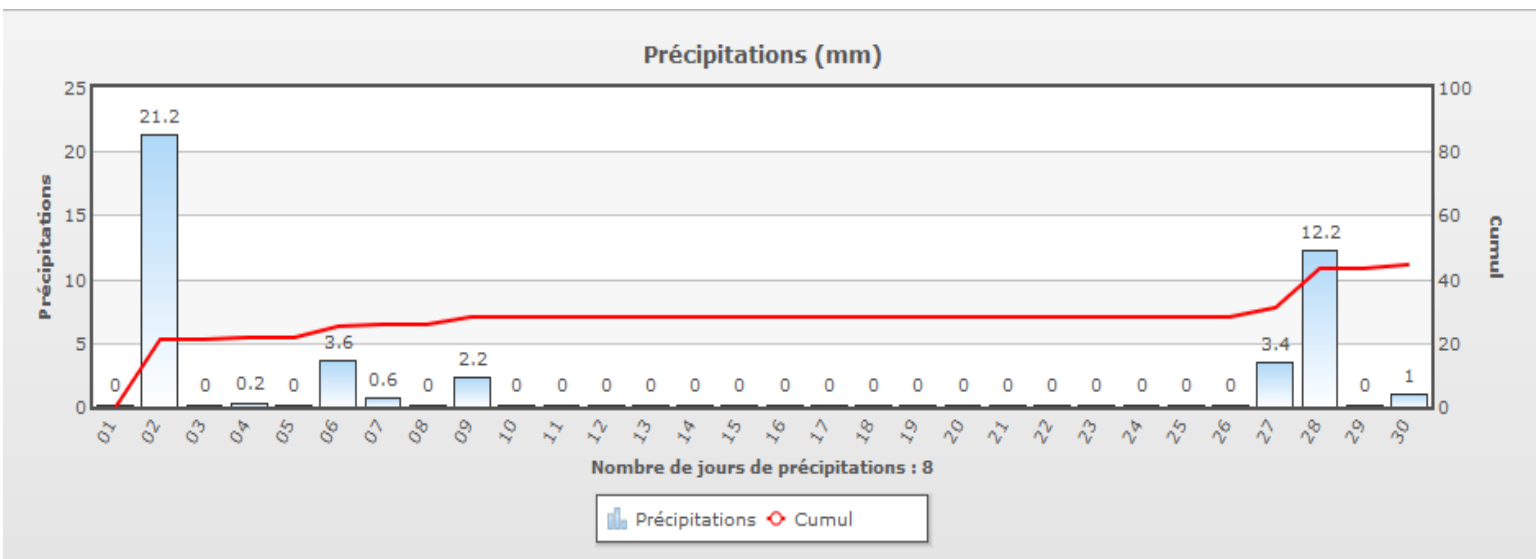 Précipitations (mm)
25 100
21.2
20 80
15 60
12.2
10 40
5 3.6 3.4 20
2.2
0 0 0.2 0 0.6 0 0 0 0 0 0 0 0 0 0 0 0 0 0 0 0 0 0 0 1
0 0
01 02 03 04 05 06 07 08 09 10 11 12 13 14 15 16 17 18 19 20 21 22 23 24 25 26 27 28 29 30
Précipitations
Cumul
Nombre de jours de précipitations : 8
Précipitations Cumul